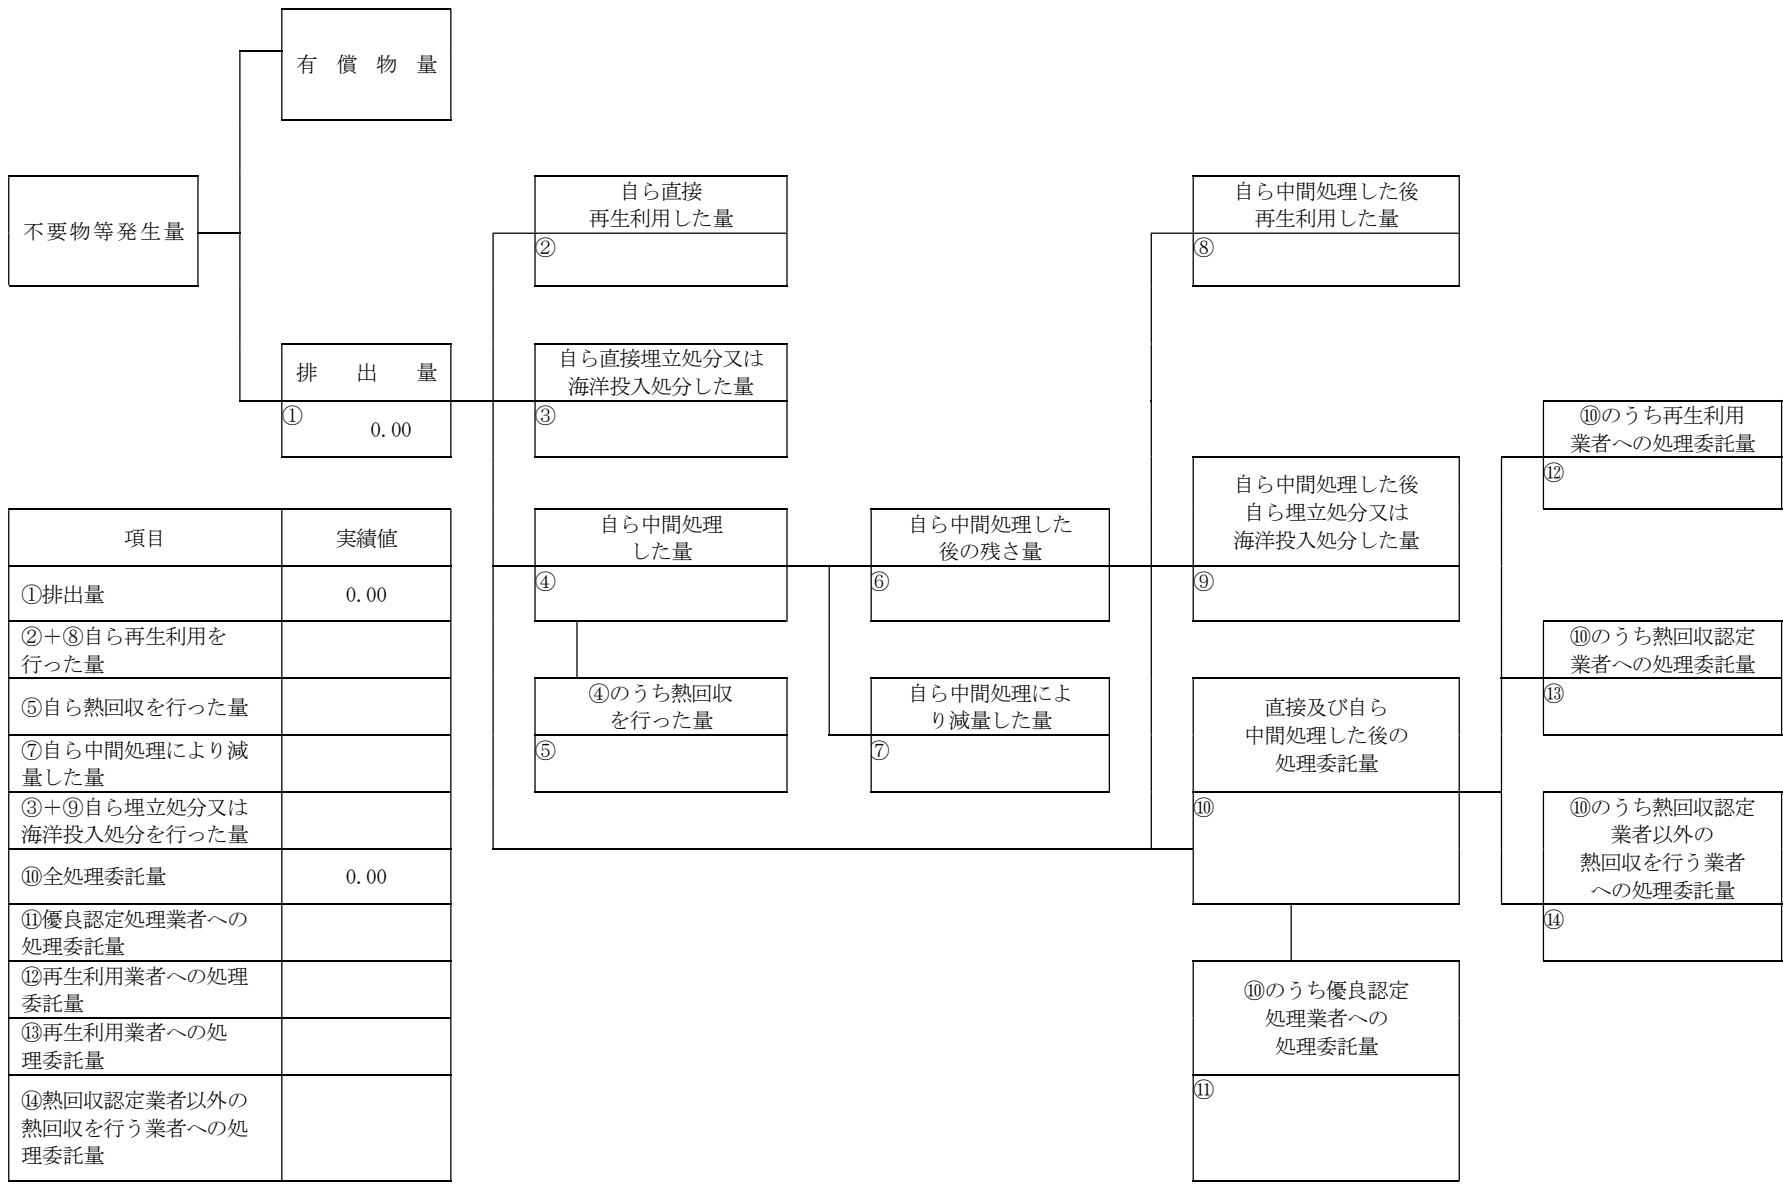 有償物量
不要物等発生量
自ら直接
再生利用した量
②
自ら中間処理した後
再生利用した量
⑧
排出量
①
0.00
自ら直接埋立処分又は
海洋投入処分した量
③
⑩のうち再生利用
業者への処理委託量
⑫
自ら中間処理
した量
④
自ら中間処理した
後の残さ量
⑥
自ら中間処理した後
自ら埋立処分又は
海洋投入処分した量
⑨
⑩のうち熱回収認定
業者への処理委託量
⑬
④のうち熱回収
を行った量
⑤
自ら中間処理によ
り減量した量
⑦
直接及び自ら
中間処理した後の
処理委託量
⑩
⑩のうち熱回収認定
業者以外の
熱回収を行う業者
への処理委託量
⑭
⑩のうち優良認定
処理業者への
処理委託量
⑪
項目 実績値
①排出量 0.00
②＋⑧自ら再生利用を
行った量
⑤自ら熱回収を行った量
⑦自ら中間処理により減
量した量
③＋⑨自ら埋立処分又は
海洋投入処分を行った量
⑩全処理委託量 0.00
⑪優良認定処理業者への
処理委託量
⑫再生利用業者への処理
委託量
⑬再生利用業者への処
理委託量
⑭熱回収認定業者以外の
熱回収を行う業者への処
理委託量